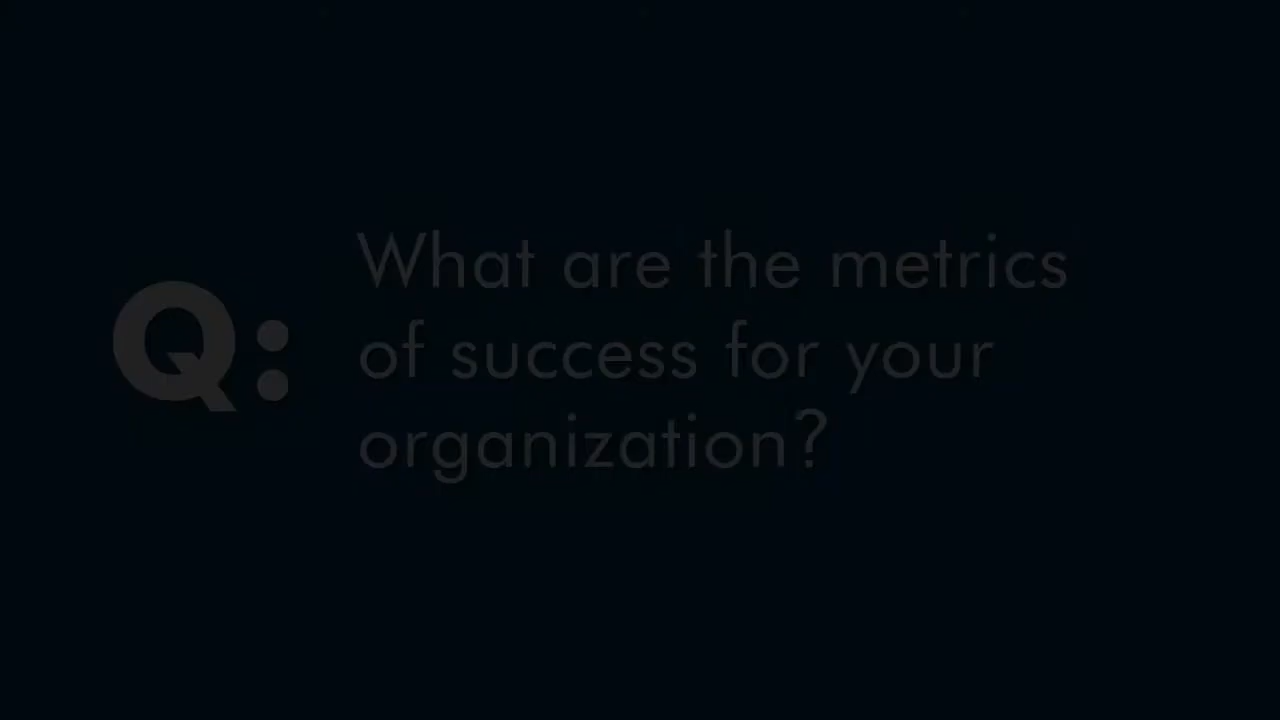 Q:
What are the metrics
of success for your
organization?